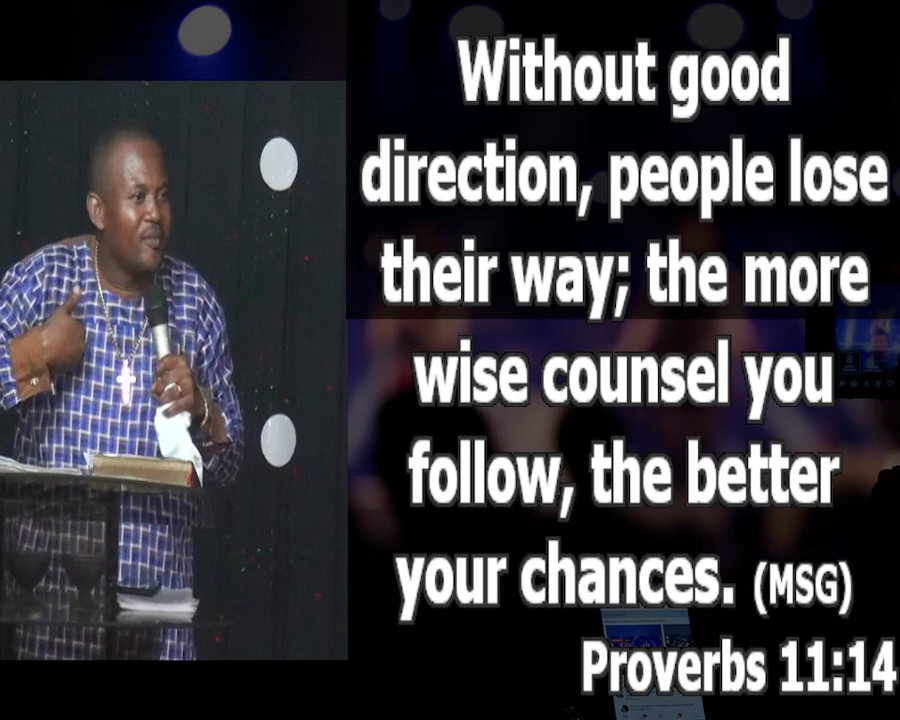 Without good
direction, people lose
their way; the more
wise counsel you
follow, the better
your chances. (MSG)
Proverbs 11:14